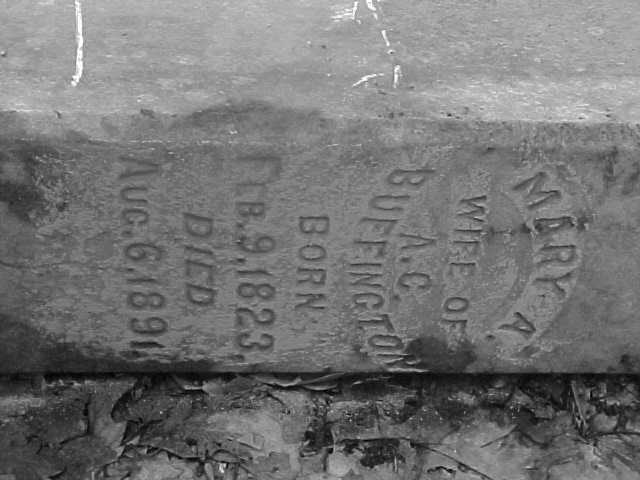 MARY A.
WIFE OF
A.C.
BUFFINGTON
BORN
FEB. 9, 1823.
DIED
AUG. 6, 1891.